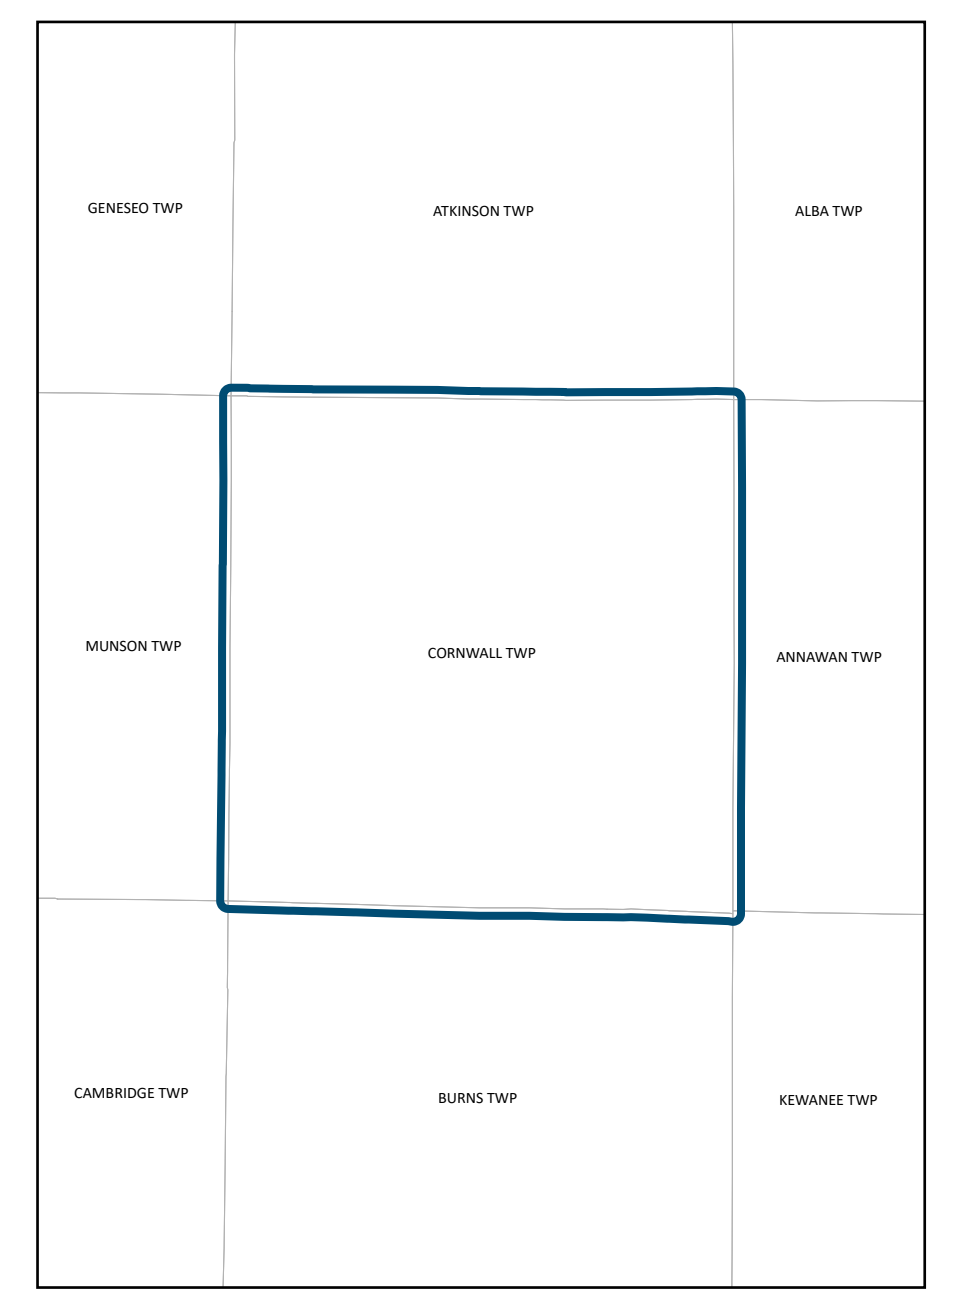 GENESEO TWP
ATKINSON TWP
ALBA TWP
MUNSON TWP
CORNWALL TWP
ANNAWAN TWP
CAMBRIDGE TWP
BURNS TWP
KEWANEE TWP